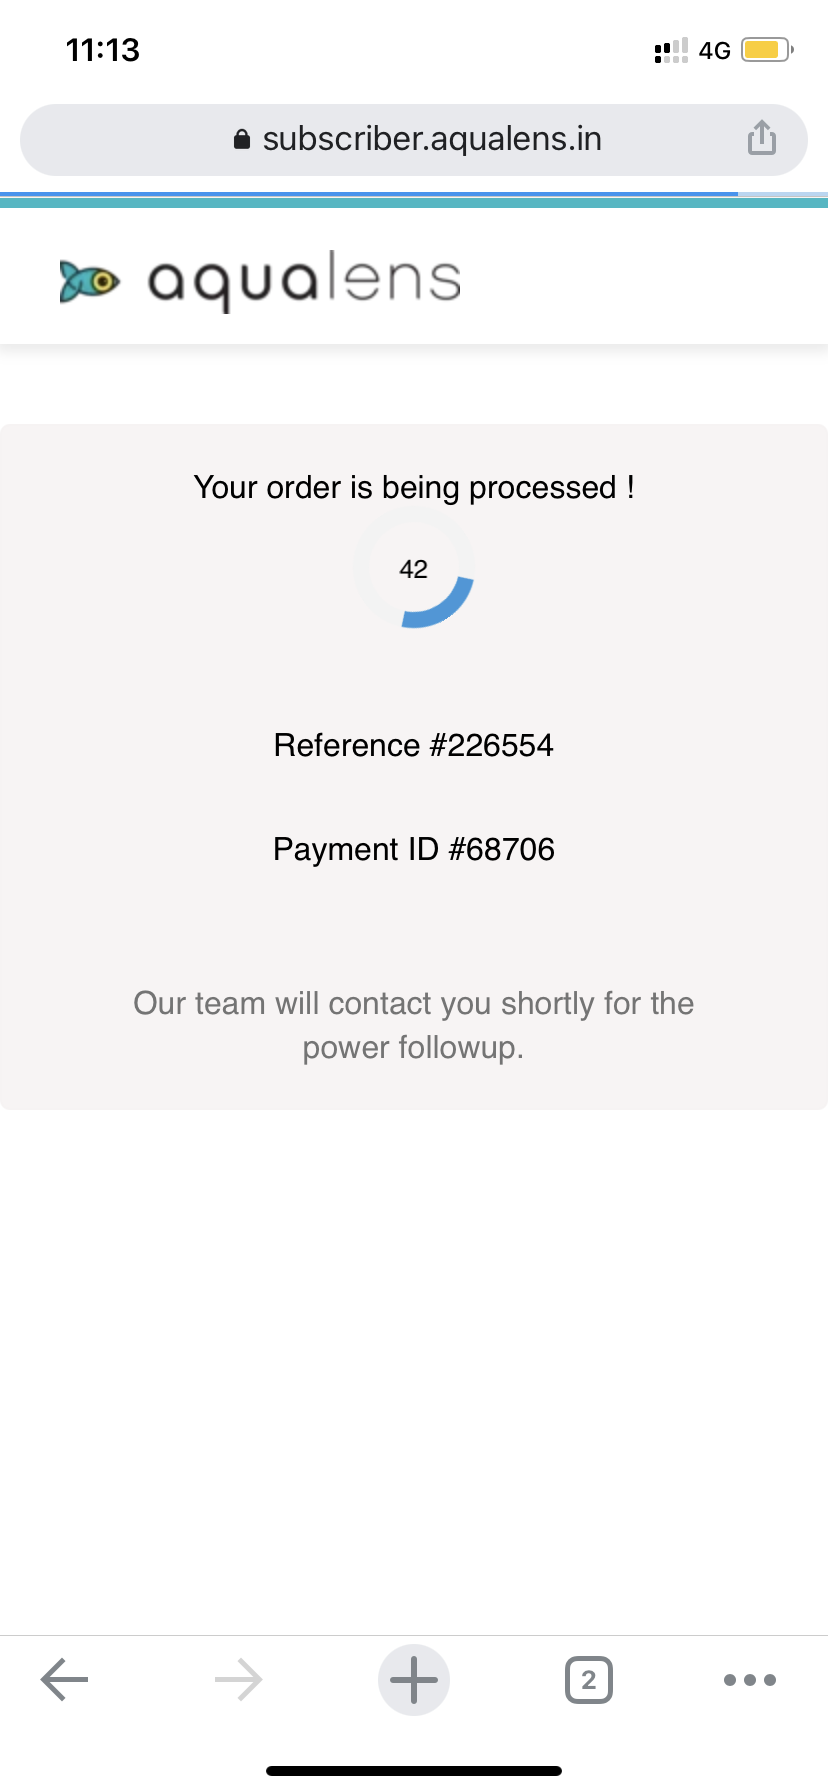 11:13
4G
subscriber.aqualens.in
aqualens
Your order is being processed !
42
Reference #226554
Payment ID #68706
Our team will contact you shortly for the
power followup.
2